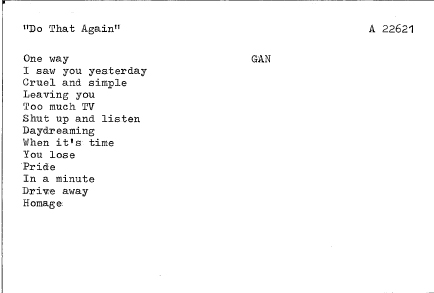 "Do That Again" A 22621
One way GAN
I saw you yesterday
Cruel and simple
Leaving you
Too much TV
Shut up and listen
Daydreaming
When it's time
You lose
Pride
In a minute
Drive away
Homage